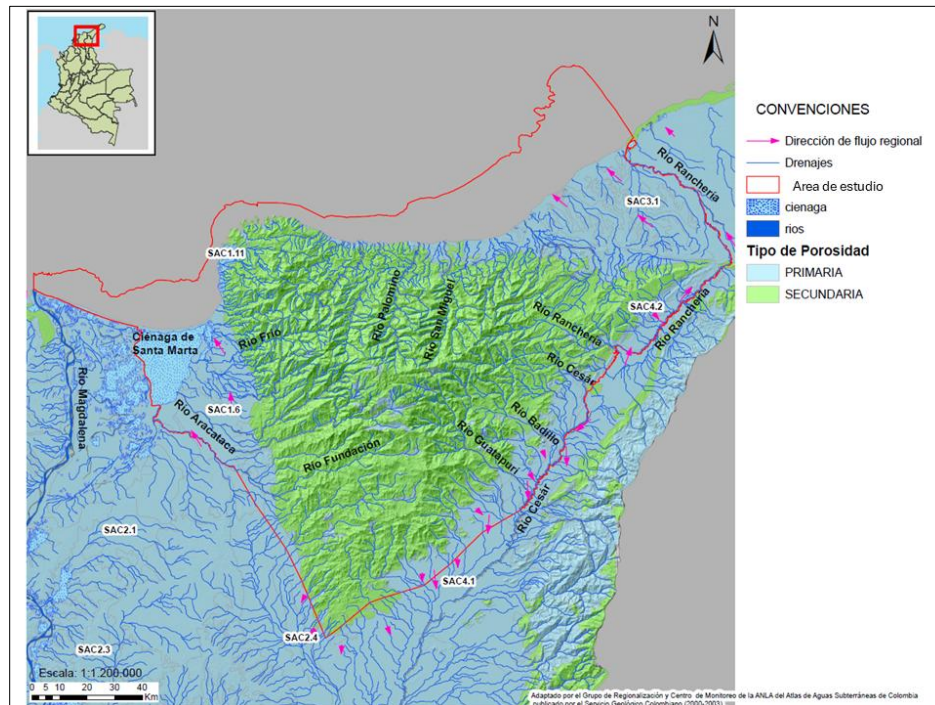 N
CONVENCIONES
Dirección de flujo regional
Drenajes
Area de estudio
cienaga
rios
Tipo de Porosidad
PRIMARIA
SECUNDARIA
Río Ranchería
SAC3.1
SAC1.11
Río Palomino
Río San Miguel
SAC4.2
Río Ranchería
Río Ranchería
Río Frío
Ciénaga de
Santa Marta
Río Cesár
Río Magdalena
SAC1.6
Río Aracataca
Río Badillo
Río Guatapurí
Río Fundación
Río Cesár
SAC2.1
SAC4.1
SAC2.4
SAC2.3
Escala: 1:1.200.000
0 5 10 20 30 40
Km
Adaptado por el Grupo de Regionalización y Centro de Monitoreo de la ANLA del Atlas de Aguas Subterráneas de Colombia
publicado por el Servicio Geológico Colombiano (2000-2003)